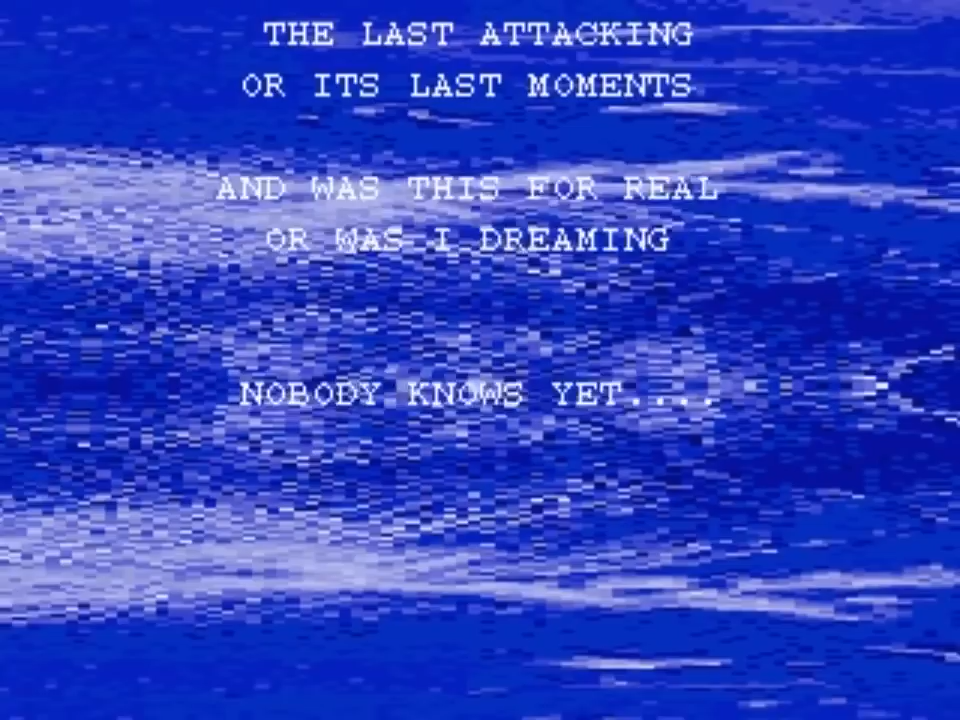 THE LAST ATTACKING
OR ITS LAST MOMENTS
AND WAS THIS FOR REAL
OR WAS I DREAMING
NOBODY KNOWS YET....